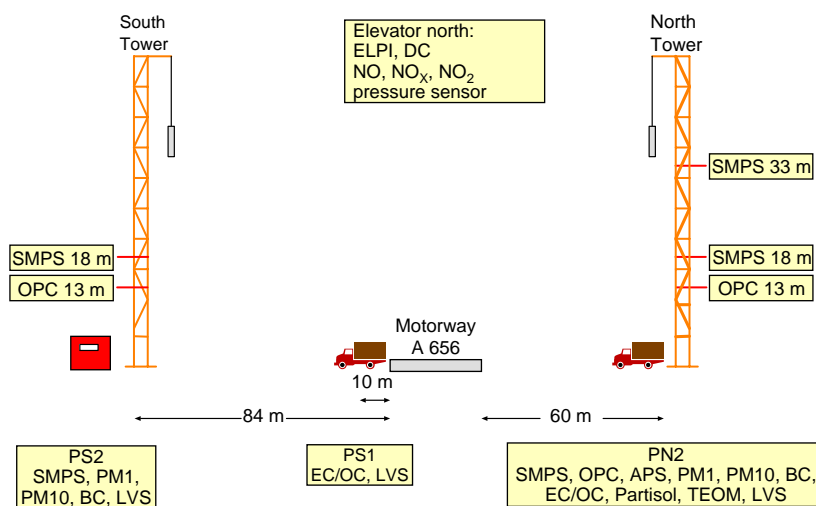 South
Tower
Elevator north:
ELPI, DC
NO, NOX, NO2
pressure sensor
North
Tower
SMPS 33 m
SMPS 18 m
OPC 13 m
SMPS 18 m
OPC 13 m
Motorway
A 656
10 m
84 m
60 m
PS2
SMPS, PM1,
PM10, BC, LVS
PS1
EC/OC, LVS
PN2
SMPS, OPC, APS, PM1, PM10, BC,
EC/OC, Partisol, TEOM, LVS